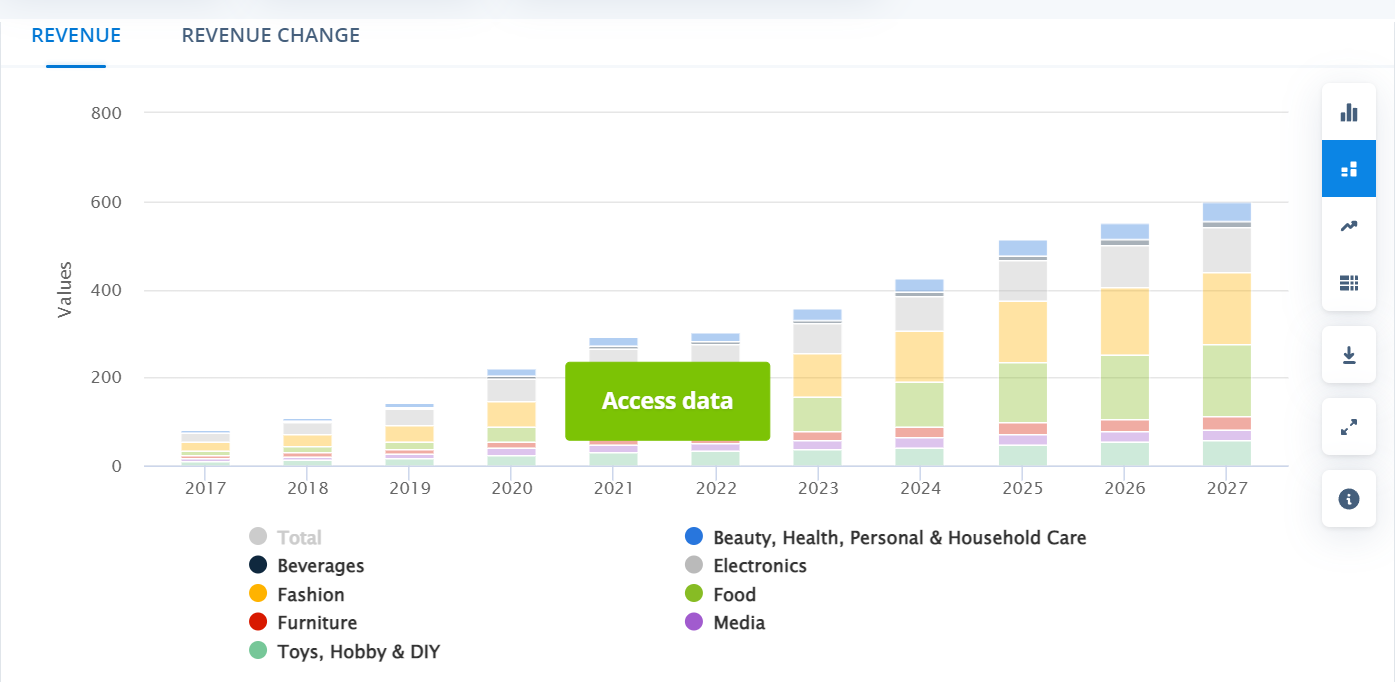 REVENUE REVENUE CHANGE
800
600
400
200
0
Values
Access data
2017 2018 2019 2020 2021 2022 2023 2024 2025 2026 2027
Total Beauty, Health, Personal & Household Care
Beverages Electronics
Fashion Food
Furniture Media
Toys, Hobby & DIY